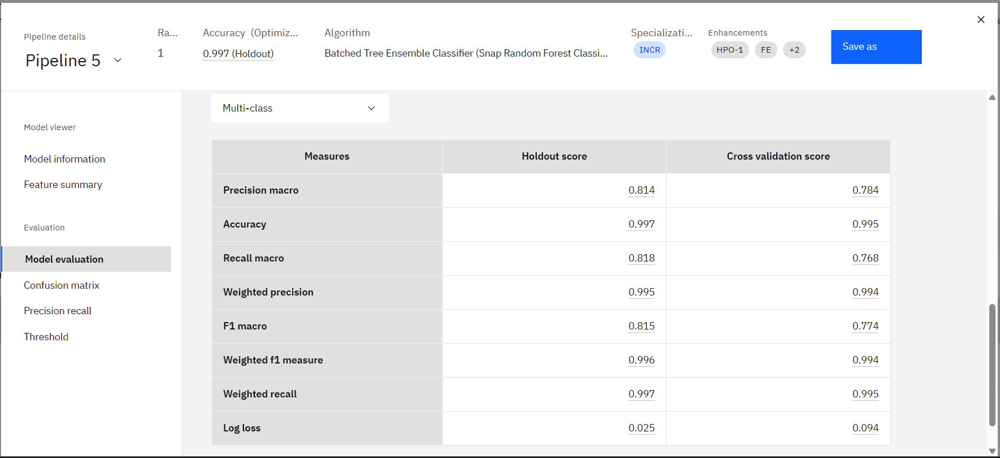 Pipeline details
Pipeline 5
Ra...
1
Accuracy (Optimiz...
0.997 (Holdout)
Algorithm
Batched Tree Ensemble Classifier (Snap Random Forest Classi...
Specializati...
INCR
Enhancements
HPO-1 FE +2
Save as
Model viewer
Model information
Feature summary
Evaluation
Model evaluation
Confusion matrix
Precision recall
Threshold
Multi-class
Measures Holdout score Cross validation score
Precision macro 0.814 0.784
Accuracy 0.997 0.995
Recall macro 0.818 0.768
Weighted precision 0.995 0.994
F1 macro 0.815 0.774
Weighted f1 measure 0.996 0.994
Weighted recall 0.997 0.995
Log loss 0.025 0.094